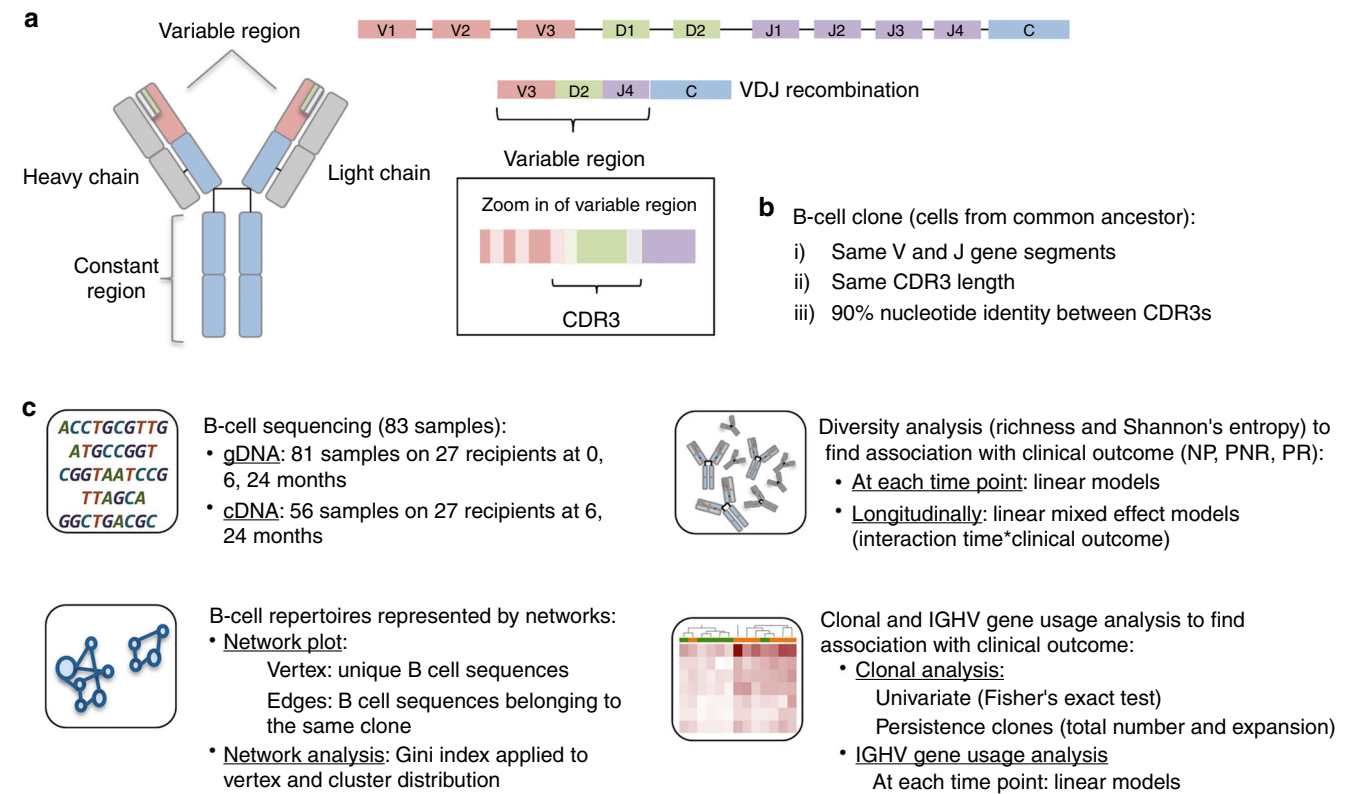 a
Variable region
V1 V2 V3 D1 D2 J1 J2 J3 J4 C
V3 D2 J4 C VDJ recombination
Variable region
Heavy chain
Light chain
Constant
region
Zoom in of variable region
CDR3
b
B-cell clone (cells from common ancestor):
i) Same V and J gene segments
ii) Same CDR3 length
iii) 90% nucleotide identity between CDR3s
c
ACCTGCGTTG
ATGCCGGT
CGGTAATCCG
TTAGCA
GGCTGACGC
B-cell sequencing (83 samples):
• gDNA: 81 samples on 27 recipients at 0,
6, 24 months
• cDNA: 56 samples on 27 recipients at 6,
24 months
Diversity analysis (richness and Shannon's entropy) to
find association with clinical outcome (NP, PNR, PR):
• At each time point: linear models
• Longitudinally: linear mixed effect models
(interaction time*clinical outcome)
B-cell repertoires represented by networks:
• Network plot:
Vertex: unique B cell sequences
Edges: B cell sequences belonging to
the same clone
• Network analysis: Gini index applied to
vertex and cluster distribution
Clonal and IGHV gene usage analysis to find
association with clinical outcome:
• Clonal analysis:
Univariate (Fisher's exact test)
Persistence clones (total number and expansion)
• IGHV gene usage analysis
At each time point: linear models